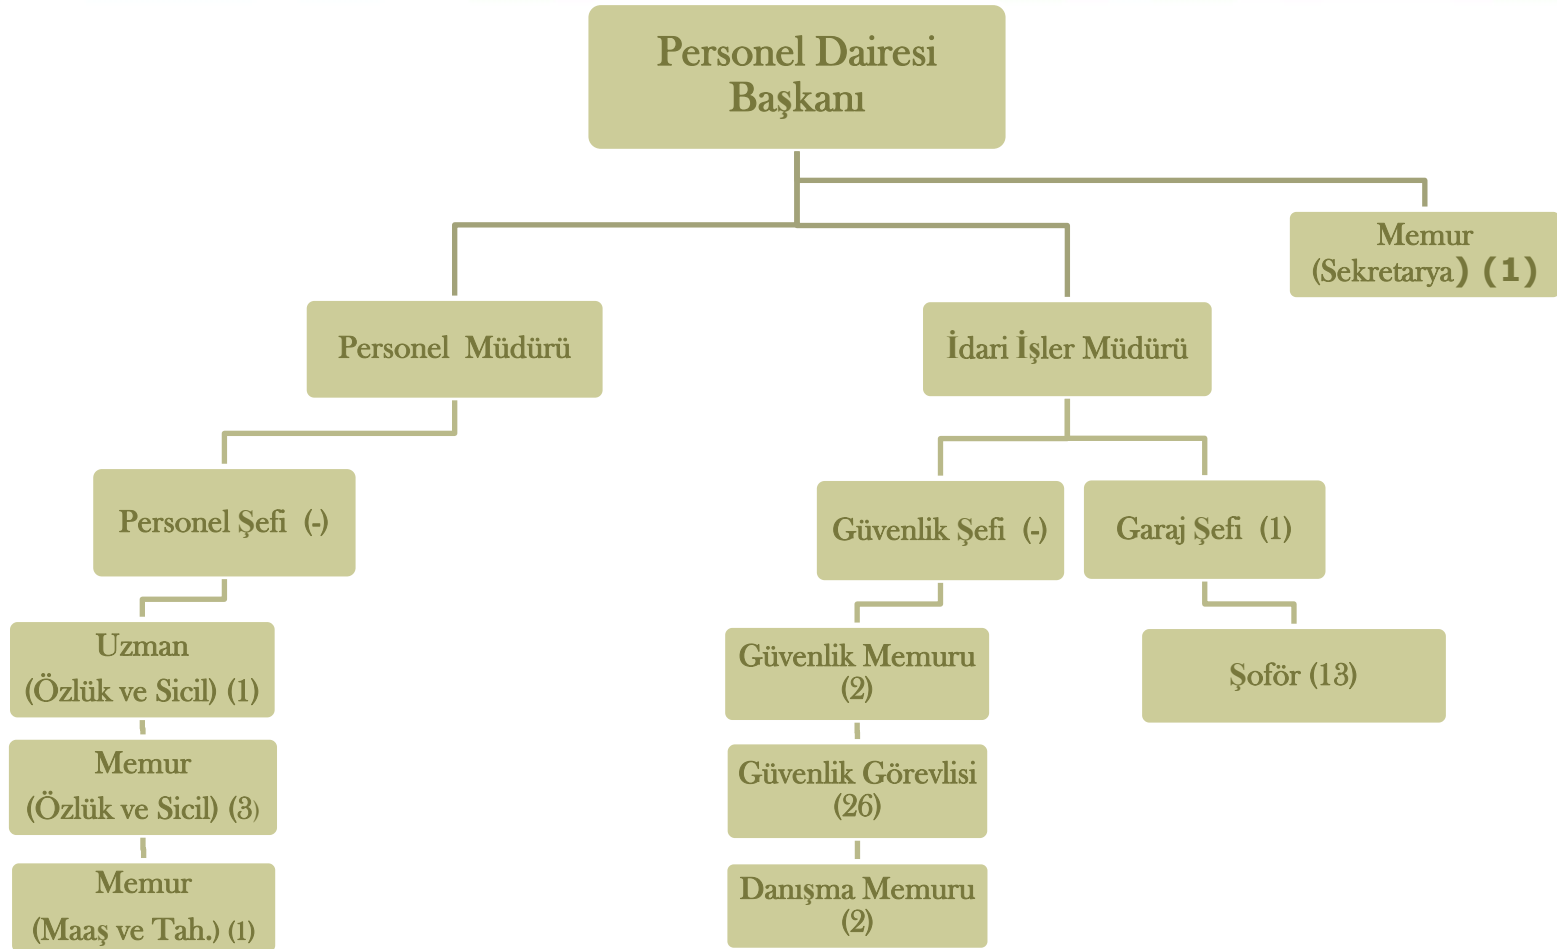 Personel Dairesi
Başkanı
Memur
(Sekretarya) (1)
Personel Müdürü
İdari İşler Müdürü
Personel Şefi (-)
Güvenlik Şefi (-)
Garaj Şefi (1)
Uzman
(Özlük ve Sicil) (1)
Güvenlik Memuru
(2)
Şoför (13)
Memur
(Özlük ve Sicil) (3)
Güvenlik Görevlisi
(26)
Memur
(Maaş ve Tah.) (1)
Danışma Memuru
(2)